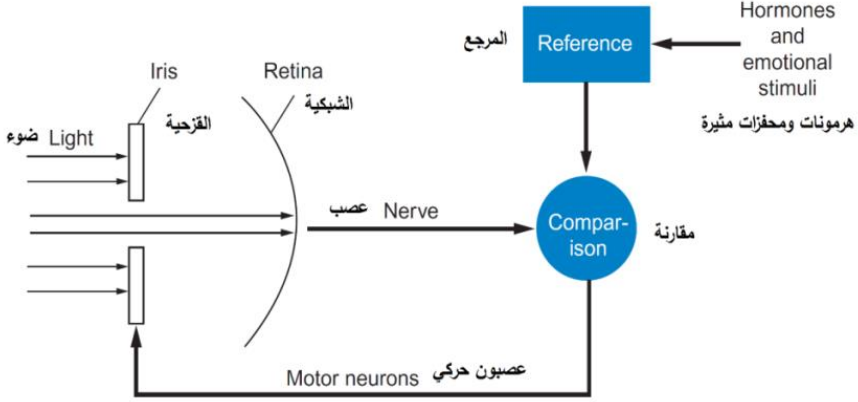 Hormones
and
emotional
stimuli
هرمونات ومحفزات مثيرة
المرجع
Reference
Iris
القزحية
Retina
الشبكية
ضوء Light
عصب Nerve
Compar-
ison
مقارنة
Motor neurons عصبون حركي